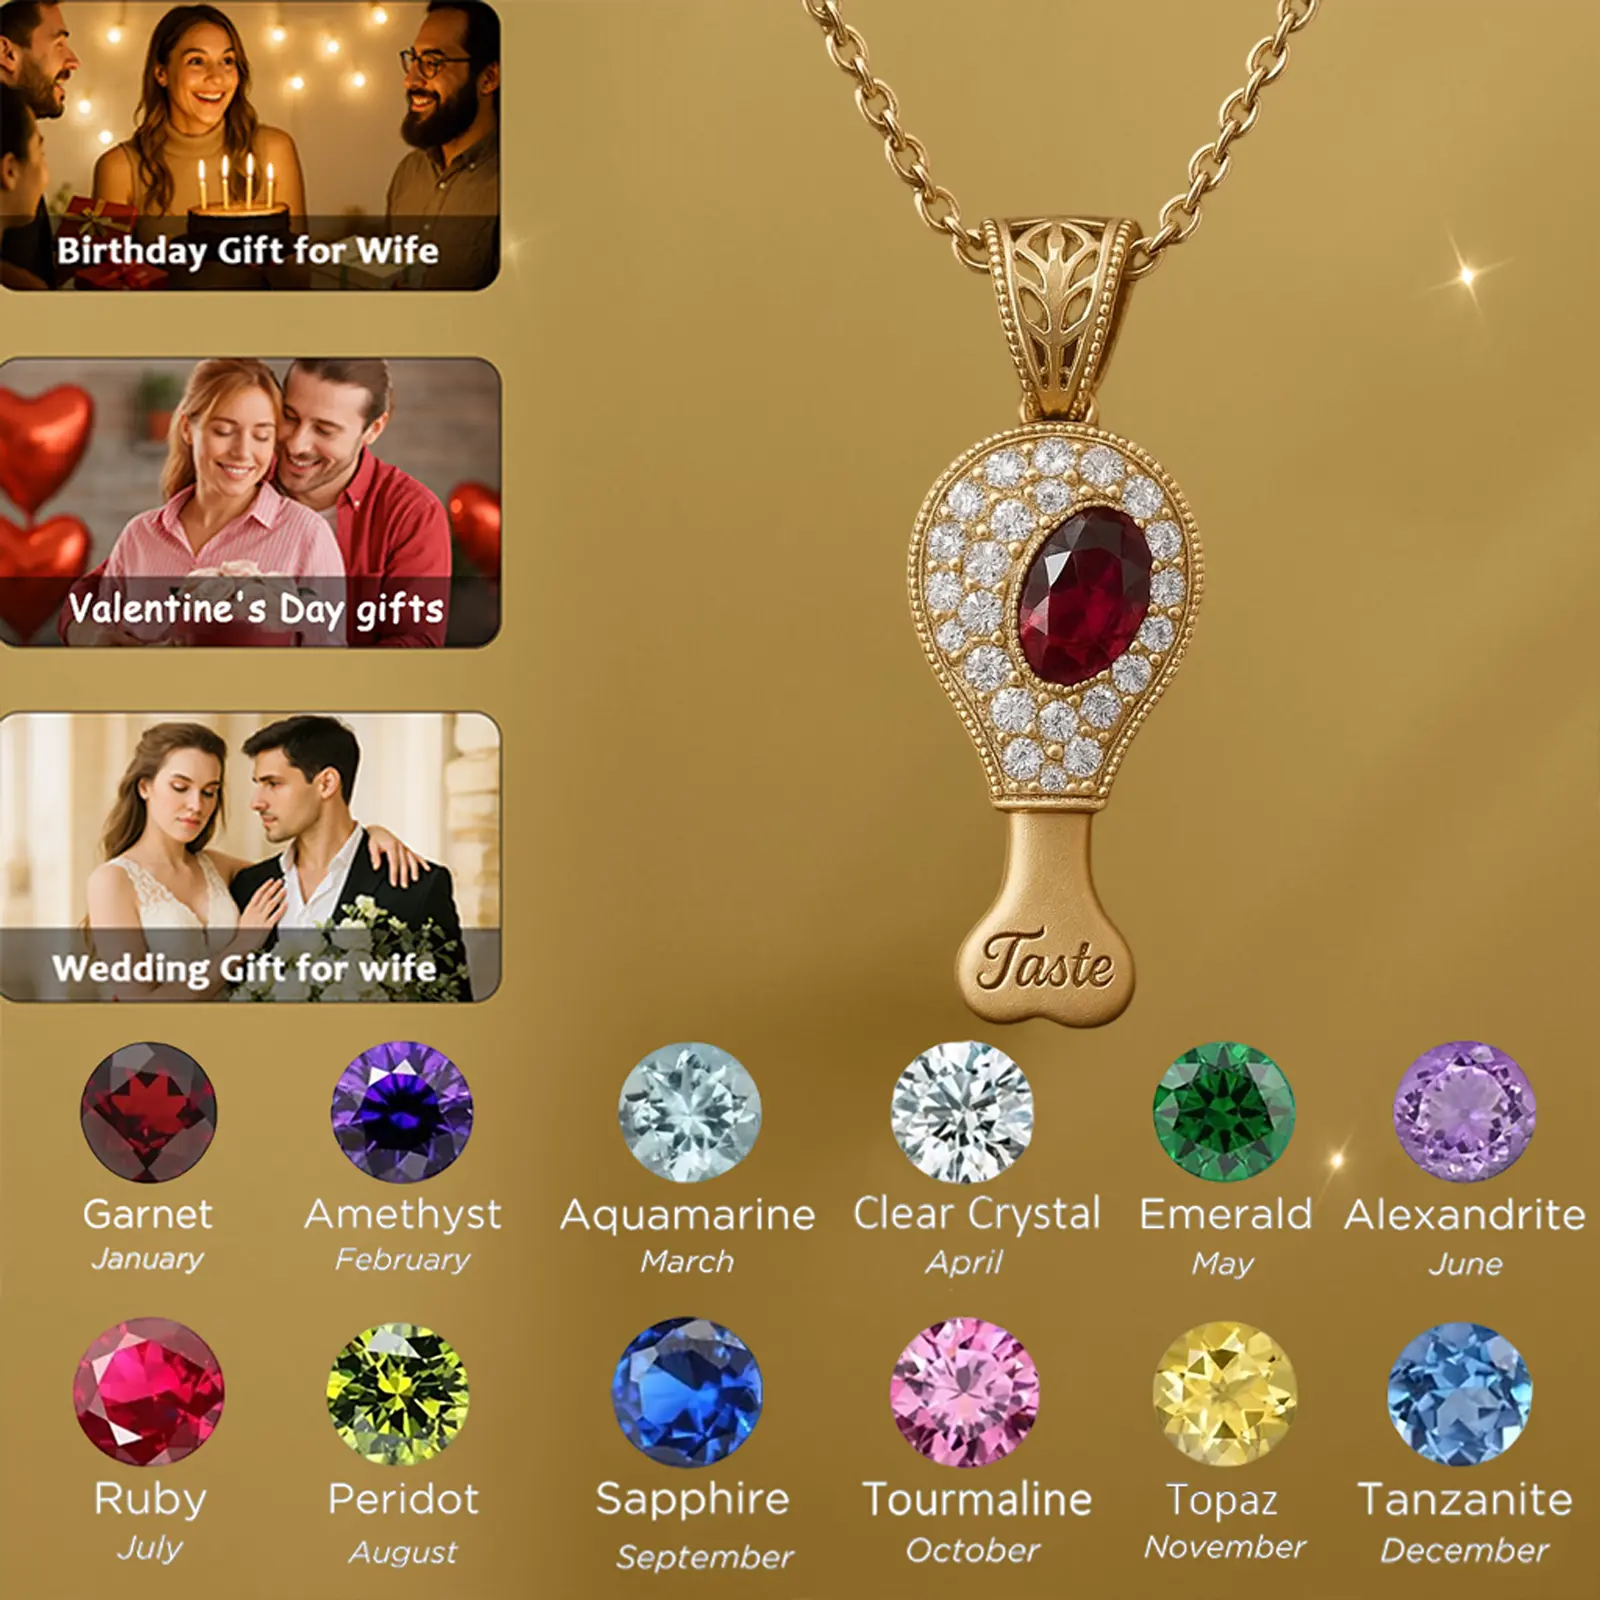 Birthday Gift for Wife
Valentine's Day gifts
Wedding Gift for wife
Taste
Garnet
January
Amethyst
February
Aquamarine
March
Clear Crystal
April
Emerald
May
Alexandrite
June
Ruby
July
Peridot
August
Sapphire
September
Tourmaline
October
Topaz
November
Tanzanite
December